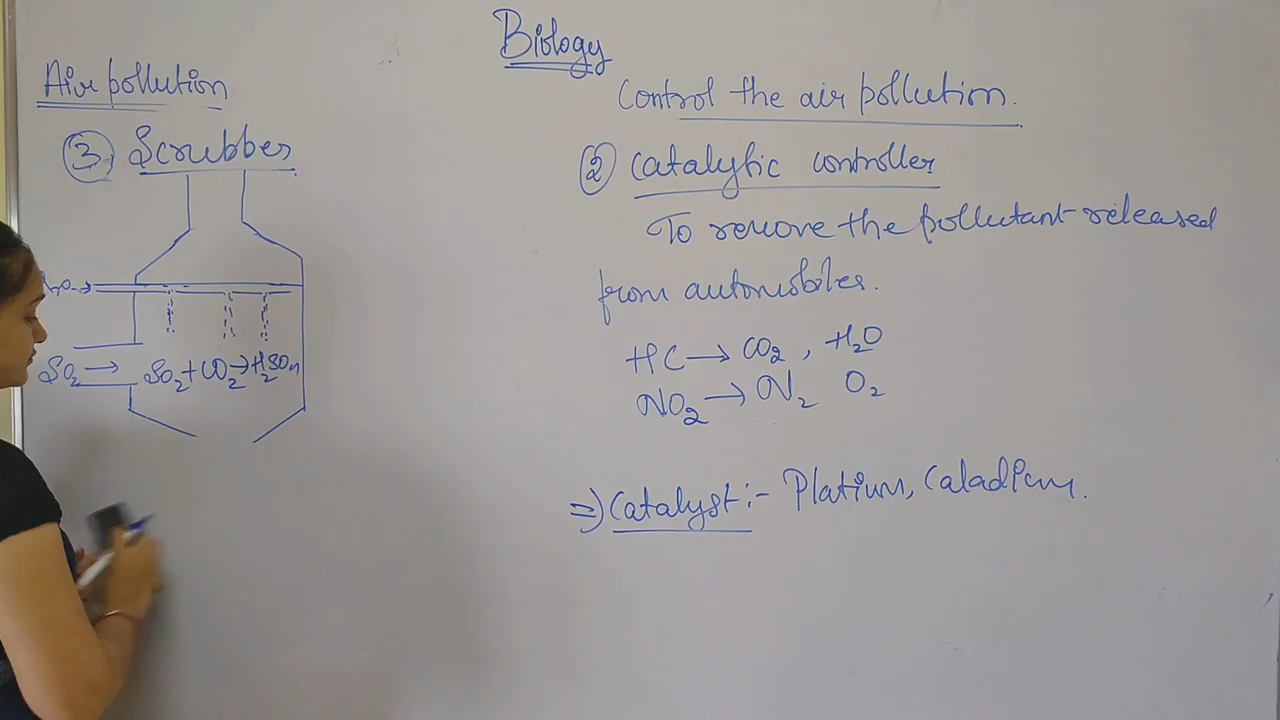 Biology
Air pollution
③ Scrubber
SO₂ → SO₂+CO₂→H₂SO₄
Control the air pollution.
② Catalytic controller
To remove the pollutant released
from automobiles.
HC → CO₂ , H₂O
NO₂ → N₂ O₂
⇒) Catalyst :- Platium, Caladium.